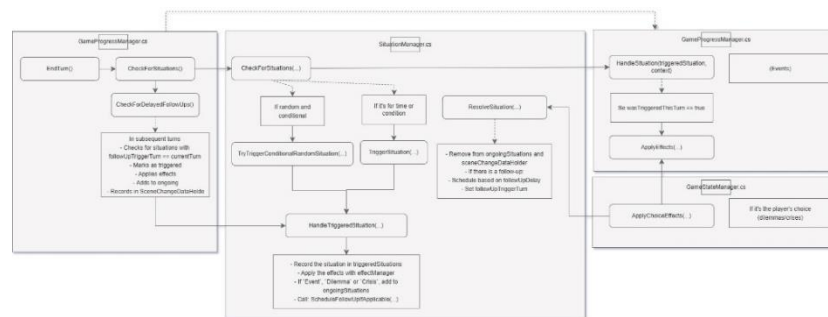 GameProgressManager.cs
EndTurn()
CheckForSituations()
CheckForDelayedFollowUps()
In subsequent turns
- Checks for situations with
followUpTriggerTurn == currentTurn
- Marks as triggered
- Applies effects
- Adds to ongoing
- Records in SceneChangeDataHolde
SituationManager.cs
CheckForSituations(...)
If random and
conditional
If it's for time or
condition
TryTriggerConditionalRandomSituation(...)
TriggerSituation(...)
ResolveSituation(...)
- Remove from ongoingSituations and
sceneChangeDataHolder
- If there is a follow-up:
- Schedule based on followUpDelay
- Set followUpTriggerTurn
HandleTriggeredSituation(...)
- Record the situation in triggeredSituations
- Apply the effects with effectManager
- If 'Event', 'Dilemma' or 'Crisis', add to
ongoingSituations
- Call: ScheduleFollowUpIfApplicable(...)
GameProgressManager.cs
HandleSituation(triggeredSituation,
context)
(Events)
wasTriggeredThisTurn == true
ApplyEffects(...)
GameStateManager.cs
ApplyChoiceEffects(...)
If it's the player's choice
(dilemmas/crises)